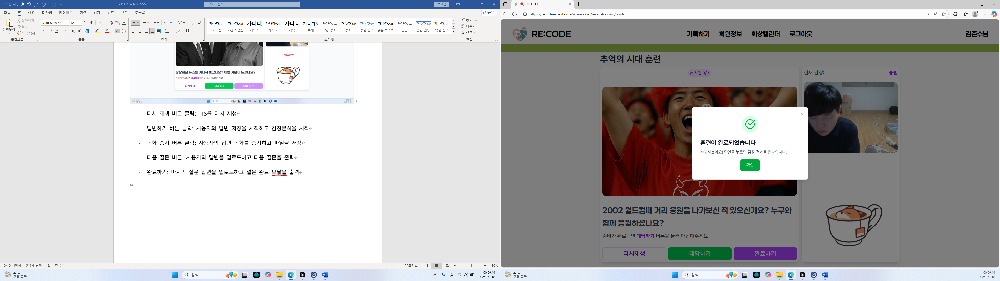 자동 저장
시연 시나리오.docx
검색
로그인
파일 홈 삽입 디자인 레이아웃 참조 편지 검토 보기 도움말
공유
붙여넣기
잘라내기
복사
서식 복사
클립보드
Noto Sans KR 12
글꼴
단락
가나다AaE 가나다AaE 가나다, 가나다AaE 가나디 가나다A 가나다AaE 가나다AaE 가나다AaE 가나다AaE 가나다AaE 가나다AaE 가나다AAE
표준 간격 없음 제목 1 제목 2 제목 부제 약한 강조 강조 강한 강조 굵은 텍스트 인용 강한 인용 약한 참조
스타일
찾기
바꾸기
선택
편집
정상회담 뉴스를 어디서 보셨나요? 어떤 기분이 드셨나요?
준비가 완료되면 대답하기 버튼을 눌러 대답해주세요
다시재생 대답하기 다음 사진
- 다시 재생 버튼 클릭: TTS를 다시 재생
- 답변하기 버튼 클릭: 사용자의 답변 저장을 시작하고 감정분석을 시작
- 녹화 중지 버튼 클릭: 사용자의 답변 녹화를 중지하고 파일을 저장
- 다음 질문 버튼: 사용자의 답변을 업로드하고 다음 질문을 출력
- 완료하기: 마지막 질문 답변을 업로드하고 설문 완료 모달을 출력
10/10 페이지 511개 단어 한국어
포커스
130%
27°C
구름 조금
검색
00:59:44
2025-08-18
RE:CODE
https://recode-my-life.site/main-elder/recall-training/photo
RE:CODE
기록하기 회원정보 회상캘린더 로그아웃
김준수님
추억의 시대 훈련
사진 3/3
현재 감정: 중립
훈련이 완료되었습니다
수고하셨어요! 확인을 누르면 감정 결과를 전송합니다.
확인
2002 월드컵때 거리 응원을 나가보신 적 있으신가요? 누구와
함께 응원하셨나요?
준비가 완료되면 대답하기 버튼을 눌러 대답해주세요
다시재생 대답하기 완료하기
27°C
구름 조금
검색
00:59:44
2025-08-18